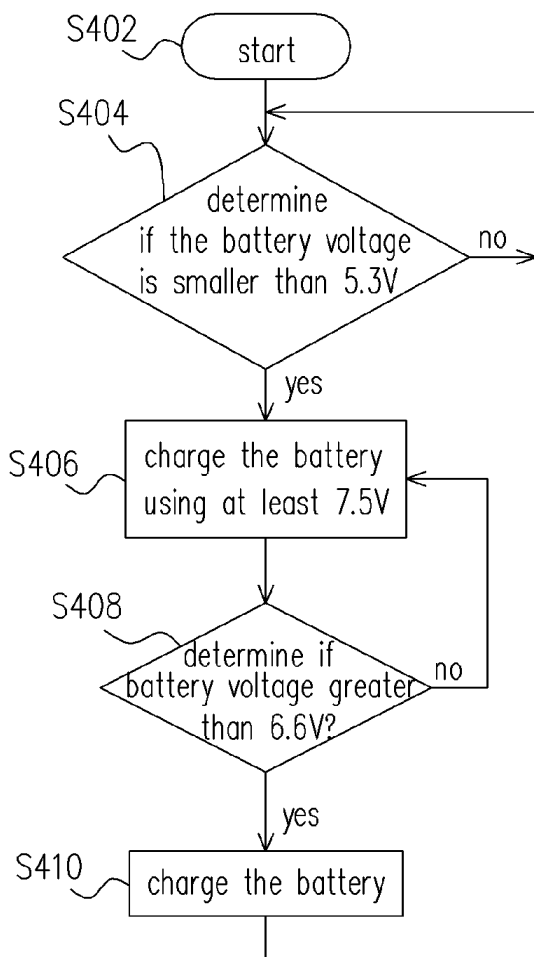 S402
start
S404
determine
if the battery voltage
is smaller than 5.3V
no
yes
S406
charge the battery
using at least 7.5V
S408
determine if
battery voltage greater
than 6.6V?
no
yes
S410
charge the battery